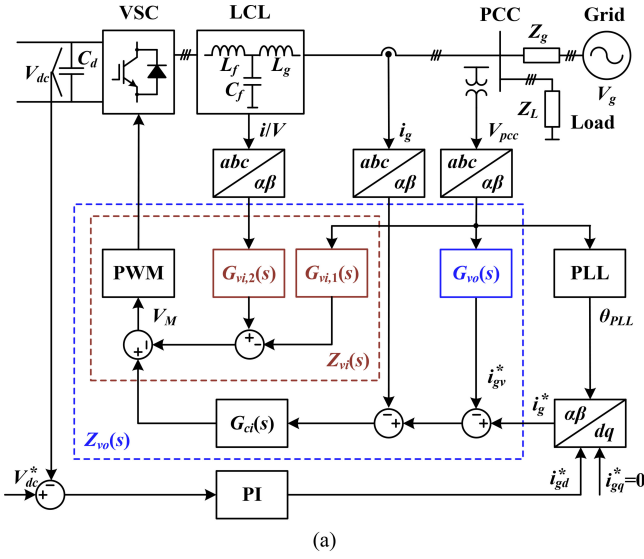 VSC
LCL
PCC
Z_g
Grid
V_dc
C_d
L_f
L_g
C_f
V_g
Z_L
Load
i/V
i_g
V_pcc
abc
αβ
abc
αβ
abc
αβ
PWM
G_vi,2(s)
G_vi,1(s)
G_vo(s)
PLL
V_M
θ_PLL
+
−
+
−
Z_vi(s)
i*_gv
i*_g
G_ci(s)
−
+
−
+
αβ
dq
Z_vo(s)
V*_dc
−
+
PI
i*_gd
i*_gq=0
(a)